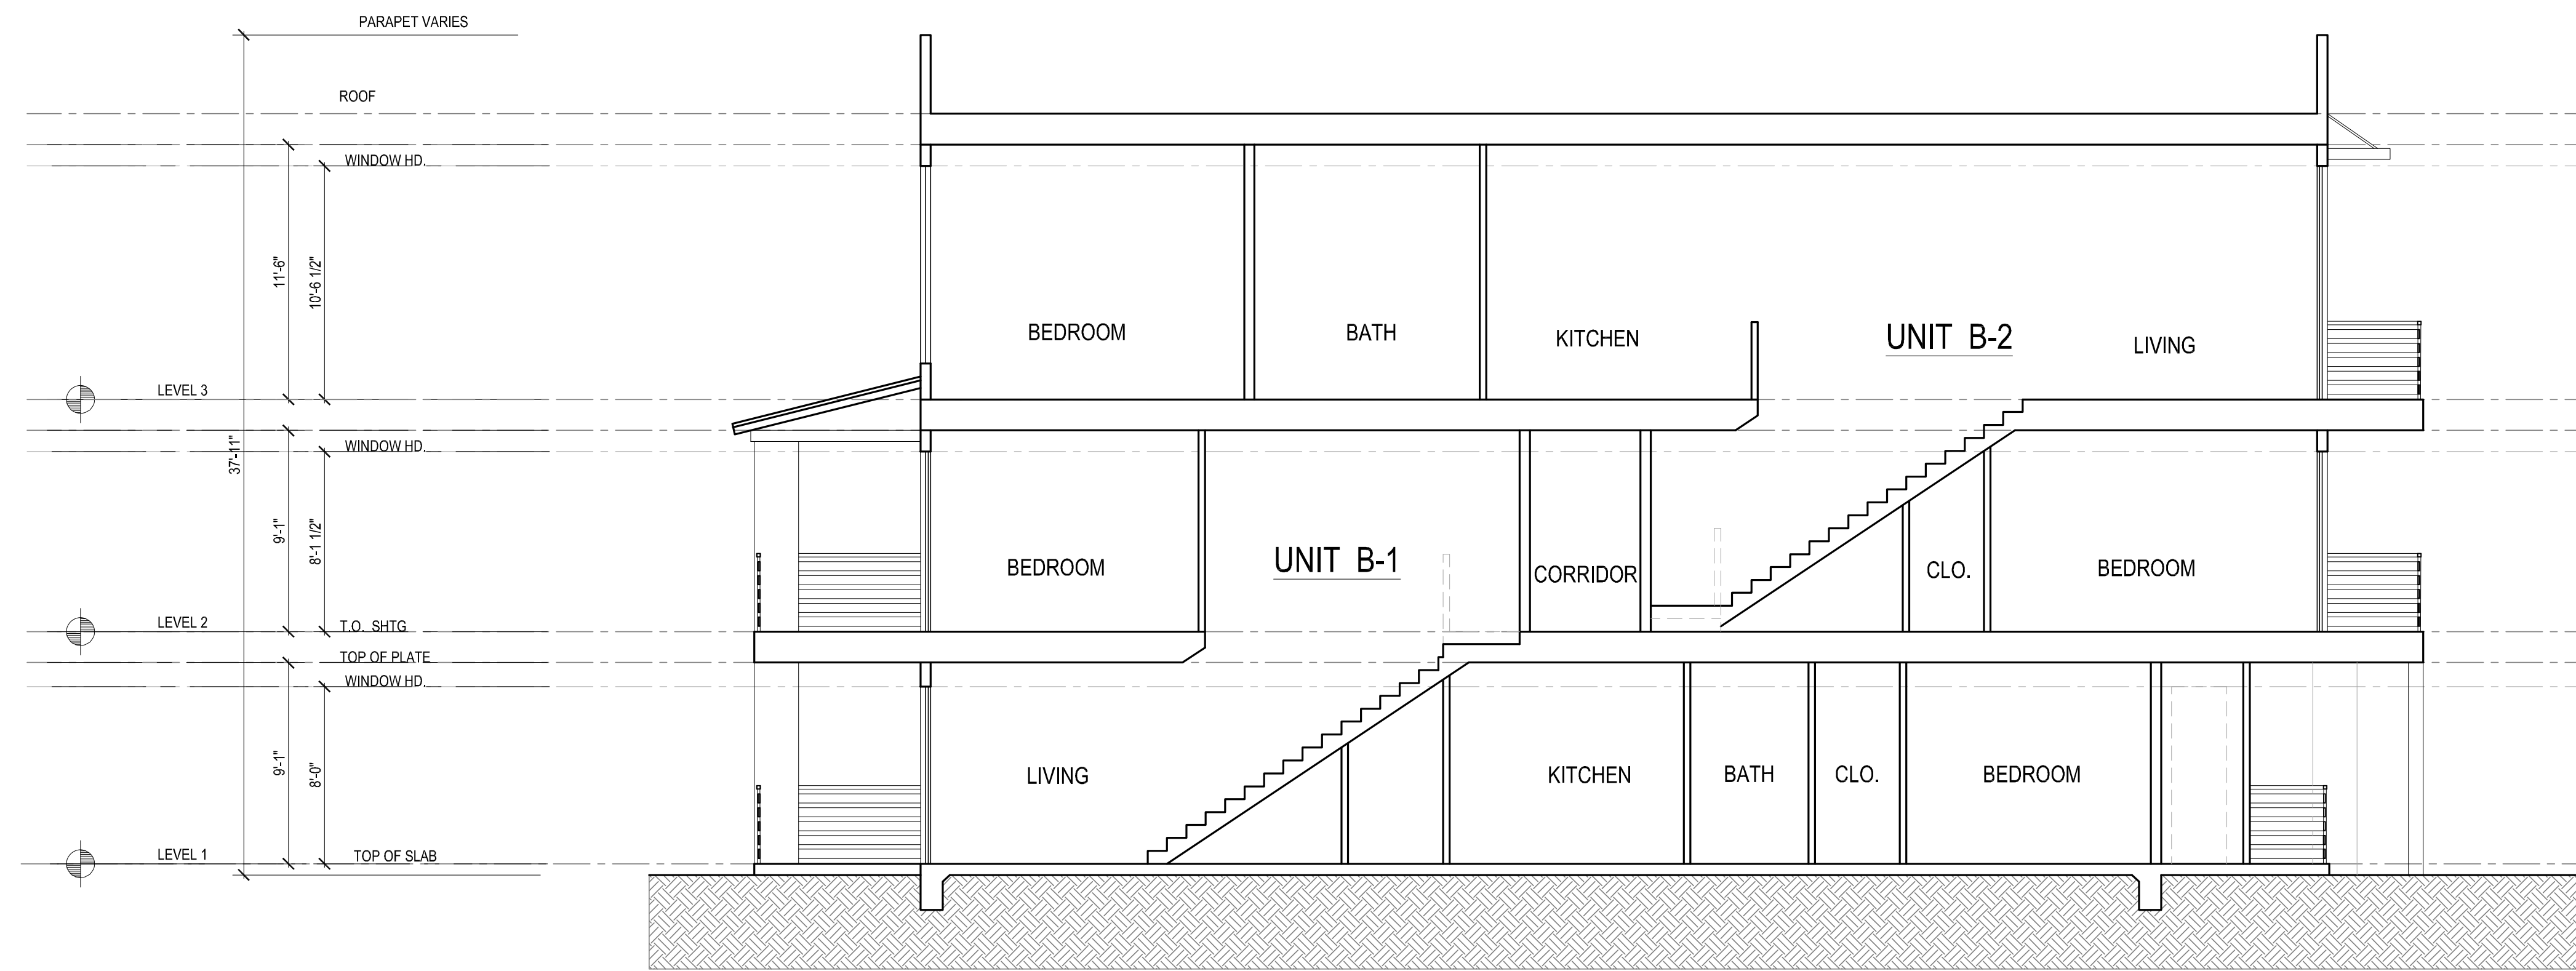 PARAPET VARIES
ROOF
WINDOW HD.
11'-6"
10'-6 1/2"
BEDROOM
BATH
KITCHEN
UNIT B-2
LIVING
LEVEL 3
WINDOW HD.
37'-11"
9'-1"
8'-1 1/2"
BEDROOM
UNIT B-1
CORRIDOR
CLO.
BEDROOM
LEVEL 2
T.O. SHTG
TOP OF PLATE
WINDOW HD.
9'-1"
8'-0"
LIVING
KITCHEN
BATH
CLO.
BEDROOM
LEVEL 1
TOP OF SLAB